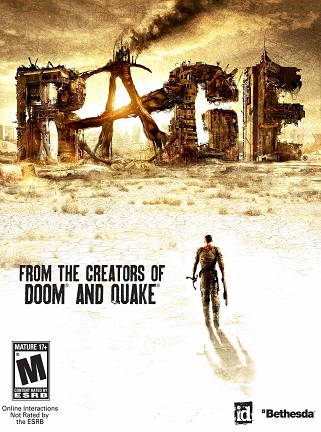 RAGE
FROM THE CREATORS OF
DOOM® AND QUAKE®
MATURE 17+
M
CONTENT RATED BY
ESRB
Online Interactions
Not Rated by
the ESRB
id
Bethesda®